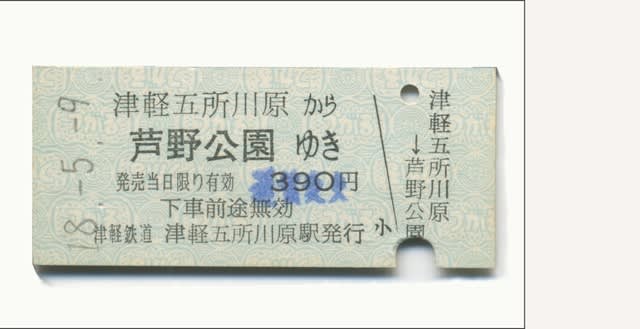 18.-5.-9
津軽五所川原から
芦野公園ゆき
発売当日限り有効 390円
下車前途無効
津軽鉄道 津軽五所川原駅発行
小
津軽五所川原
→芦野公園